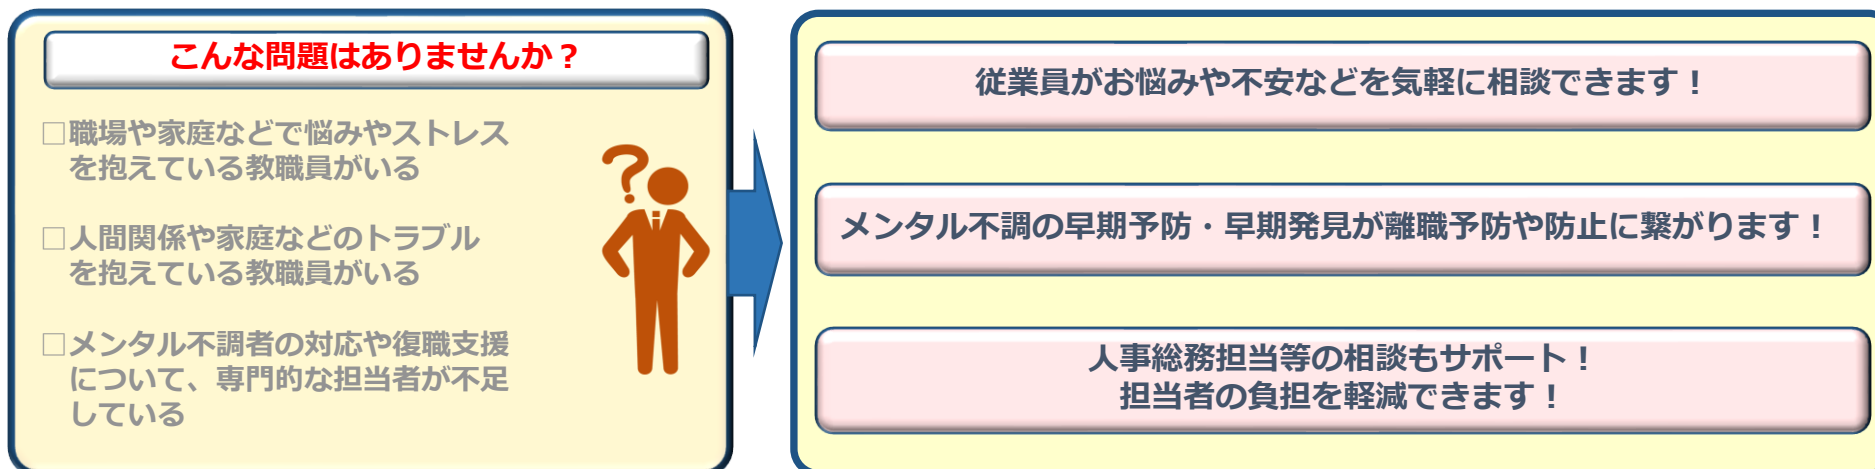 こんな問題はありませんか？
□職場や家庭などで悩みやストレス
を抱えている教職員がいる
□人間関係や家庭などのトラブル
を抱えている教職員がいる
□メンタル不調者の対応や復職支援
について、専門的な担当者が不足
している
従業員がお悩みや不安などを気軽に相談できます！
メンタル不調の早期予防・早期発見が離職予防や防止に繋がります！
人事総務担当等の相談もサポート！
担当者の負担を軽減できます！